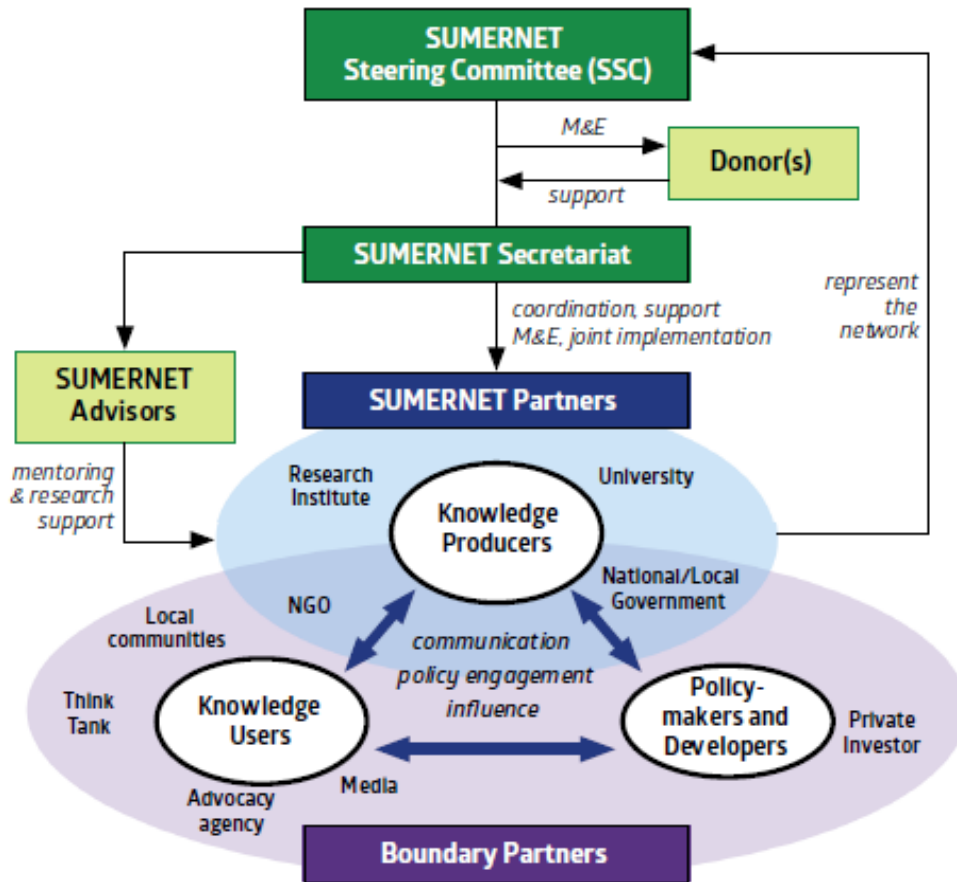 SUMERNET
Steering Committee (SSC)
M&E
Donor(s)
support
SUMERNET Secretariat
represent
the
network
coordination, support
M&E, joint implementation
SUMERNET
Advisors
SUMERNET Partners
mentoring
& research
support
Research
Institute
University
Knowledge
Producers
NGO
National/Local
Government
Local
communities
communication
policy engagement
influence
Think
Tank
Knowledge
Users
Policy-
makers and
Developers
Private
Investor
Media
Advocacy
agency
Boundary Partners